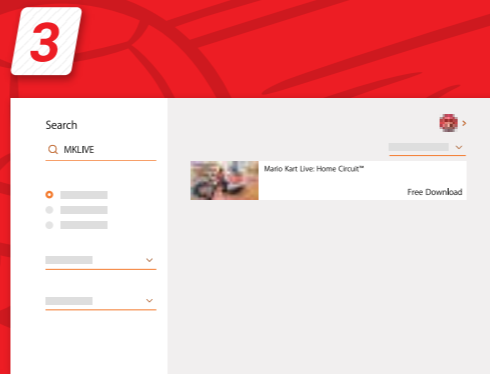 3
Search
MKLIVE
Mario Kart Live: Home Circuit™
Free Download